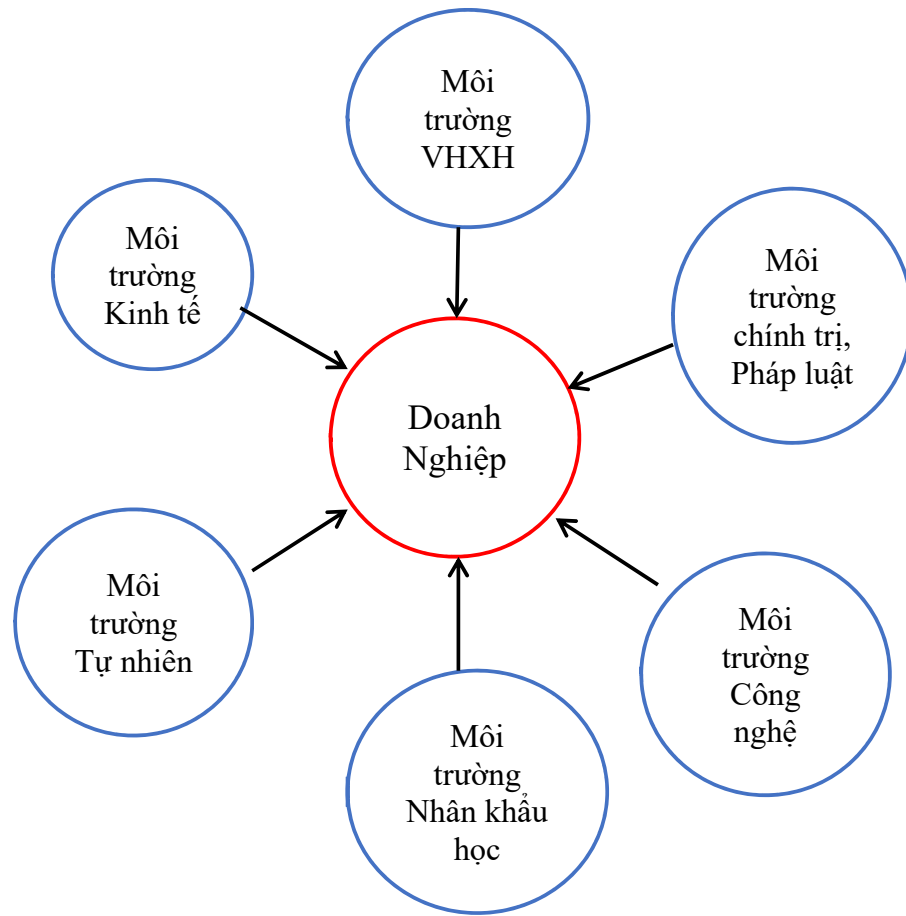 Môi
trường
VHXH
Môi
trường
Kinh tế
Môi
trường
chính trị,
Pháp luật
Doanh
Nghiệp
Môi
trường
Tự nhiên
Môi
trường
Công
nghệ
Môi
trường
Nhân khẩu
học